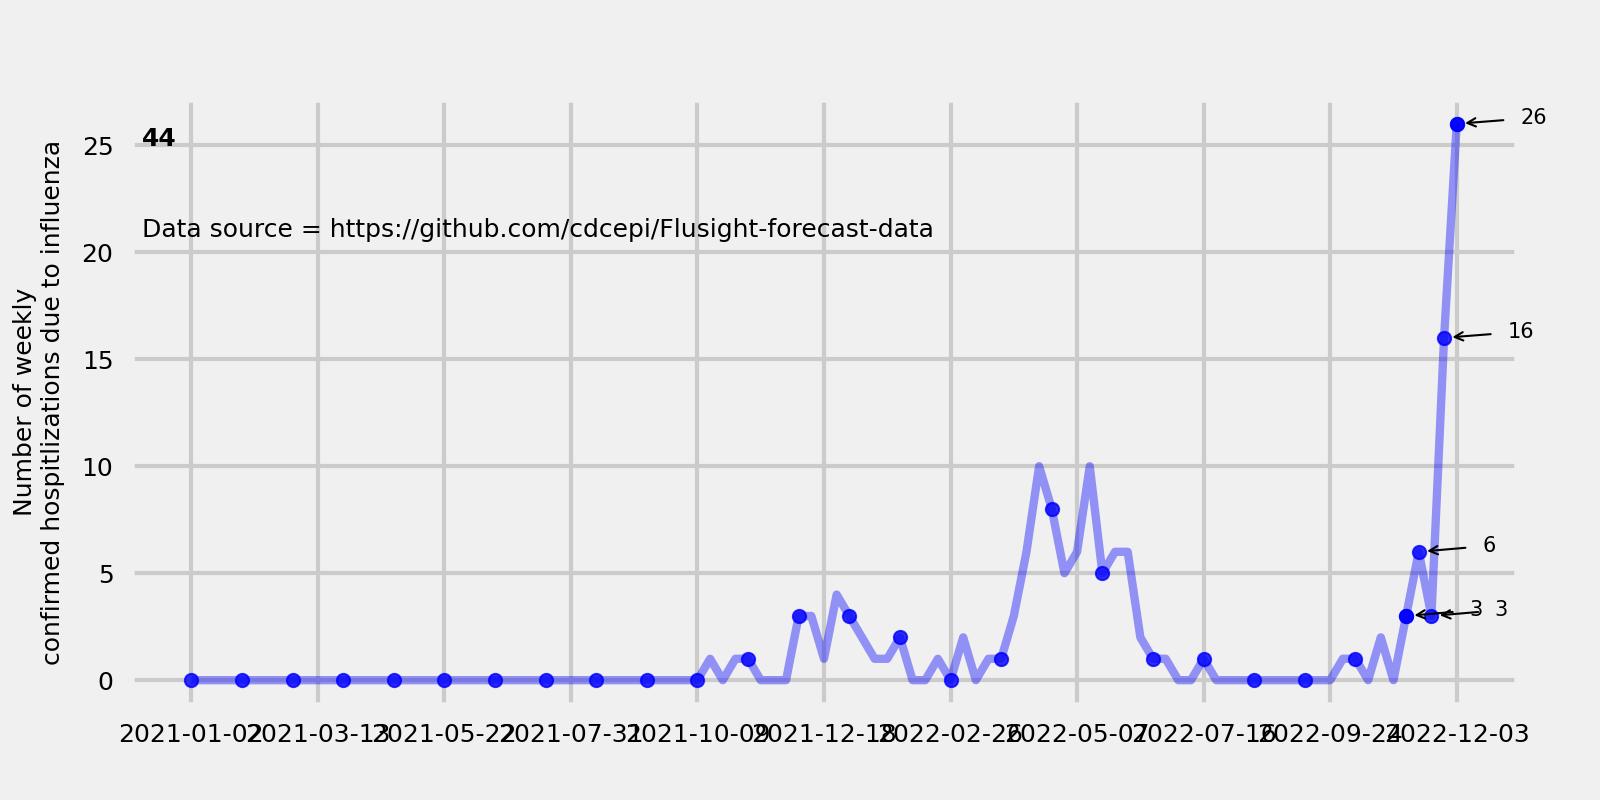 Number of weekly
confirmed hospitlizations due to influenza
44
Data source = https://github.com/cdcepi/Flusight-forecast-data
25
20
15
10
5
0
26
16
6
3 3
2021-01-02 2021-03-13 2021-05-22 2021-07-31 2021-10-09 2021-12-18 2022-02-26 2022-05-07 2022-07-16 2022-09-24 2022-12-03